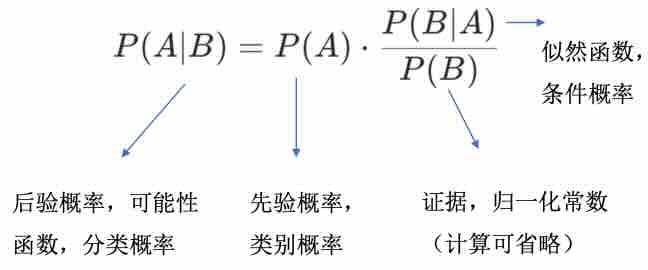 P(A|B) = P(A) · P(B|A) / P(B)
似然函数，
条件概率
后验概率，可能性
函数，分类概率
先验概率，
类别概率
证据，归一化常数
（计算可省略）